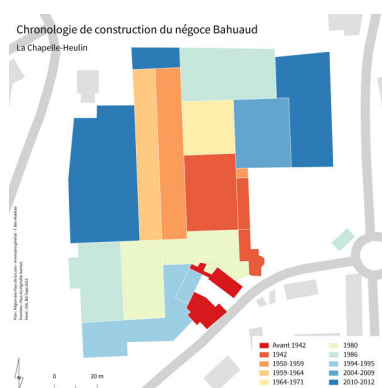 Chronologie de construction du négoce Bahuaud
La Chapelle-Heulin
0 20 m
Avant 1942
1942
1950-1959
1959-1964
1964-1971
1980
1986
1994-1995
2004-2009
2010-2012